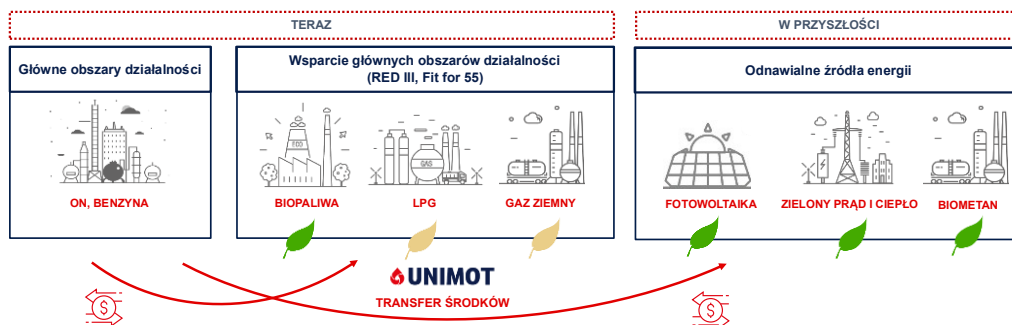 TERAZ
W PRZYSZŁOŚCI
Główne obszary działalności
Wsparcie głównych obszarów działalności
(RED III, Fit for 55)
Odnawialne źródła energii
ECO
GAS
ON, BENZYNA
BIOPALIWA
LPG
GAZ ZIEMNY
FOTOWOLTAIKA
ZIELONY PRĄD I CIEPŁO
BIOMETAN
UNIMOT
TRANSFER ŚRODKÓW
$
$